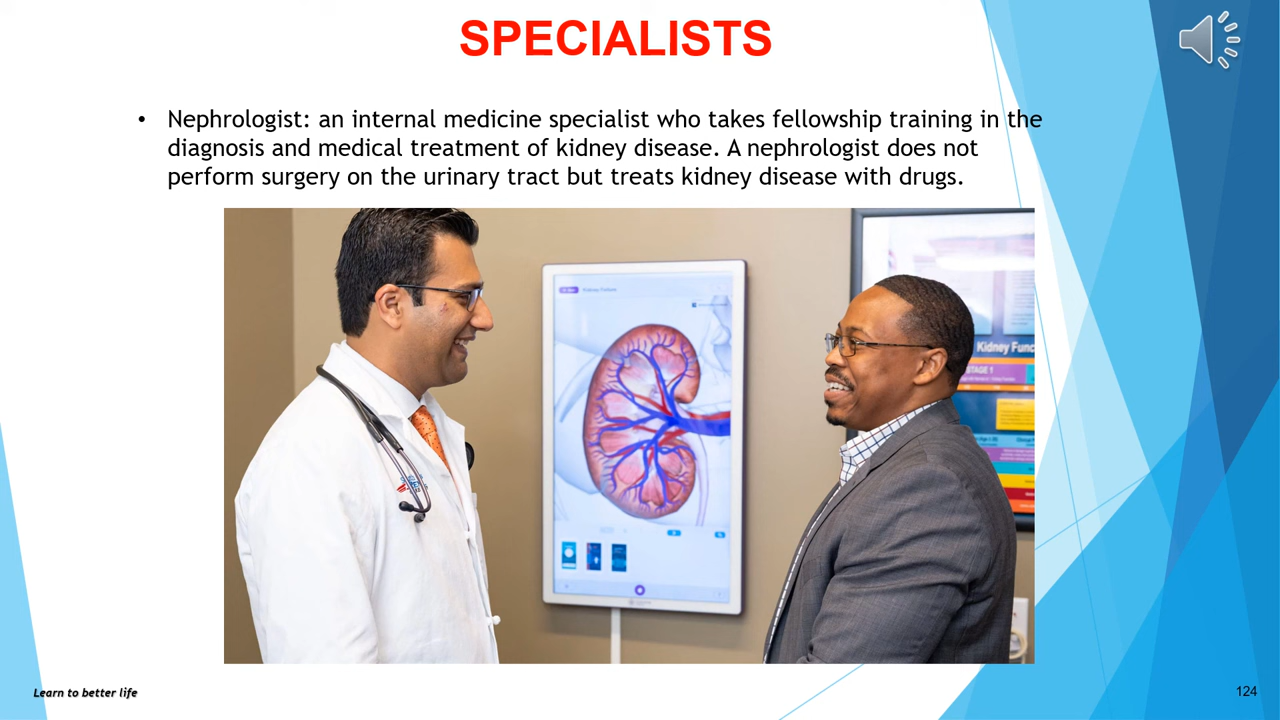 SPECIALISTS
• Nephrologist: an internal medicine specialist who takes fellowship training in the
diagnosis and medical treatment of kidney disease. A nephrologist does not
perform surgery on the urinary tract but treats kidney disease with drugs.
Kidney Func
STAGE 1
Learn to better life
124